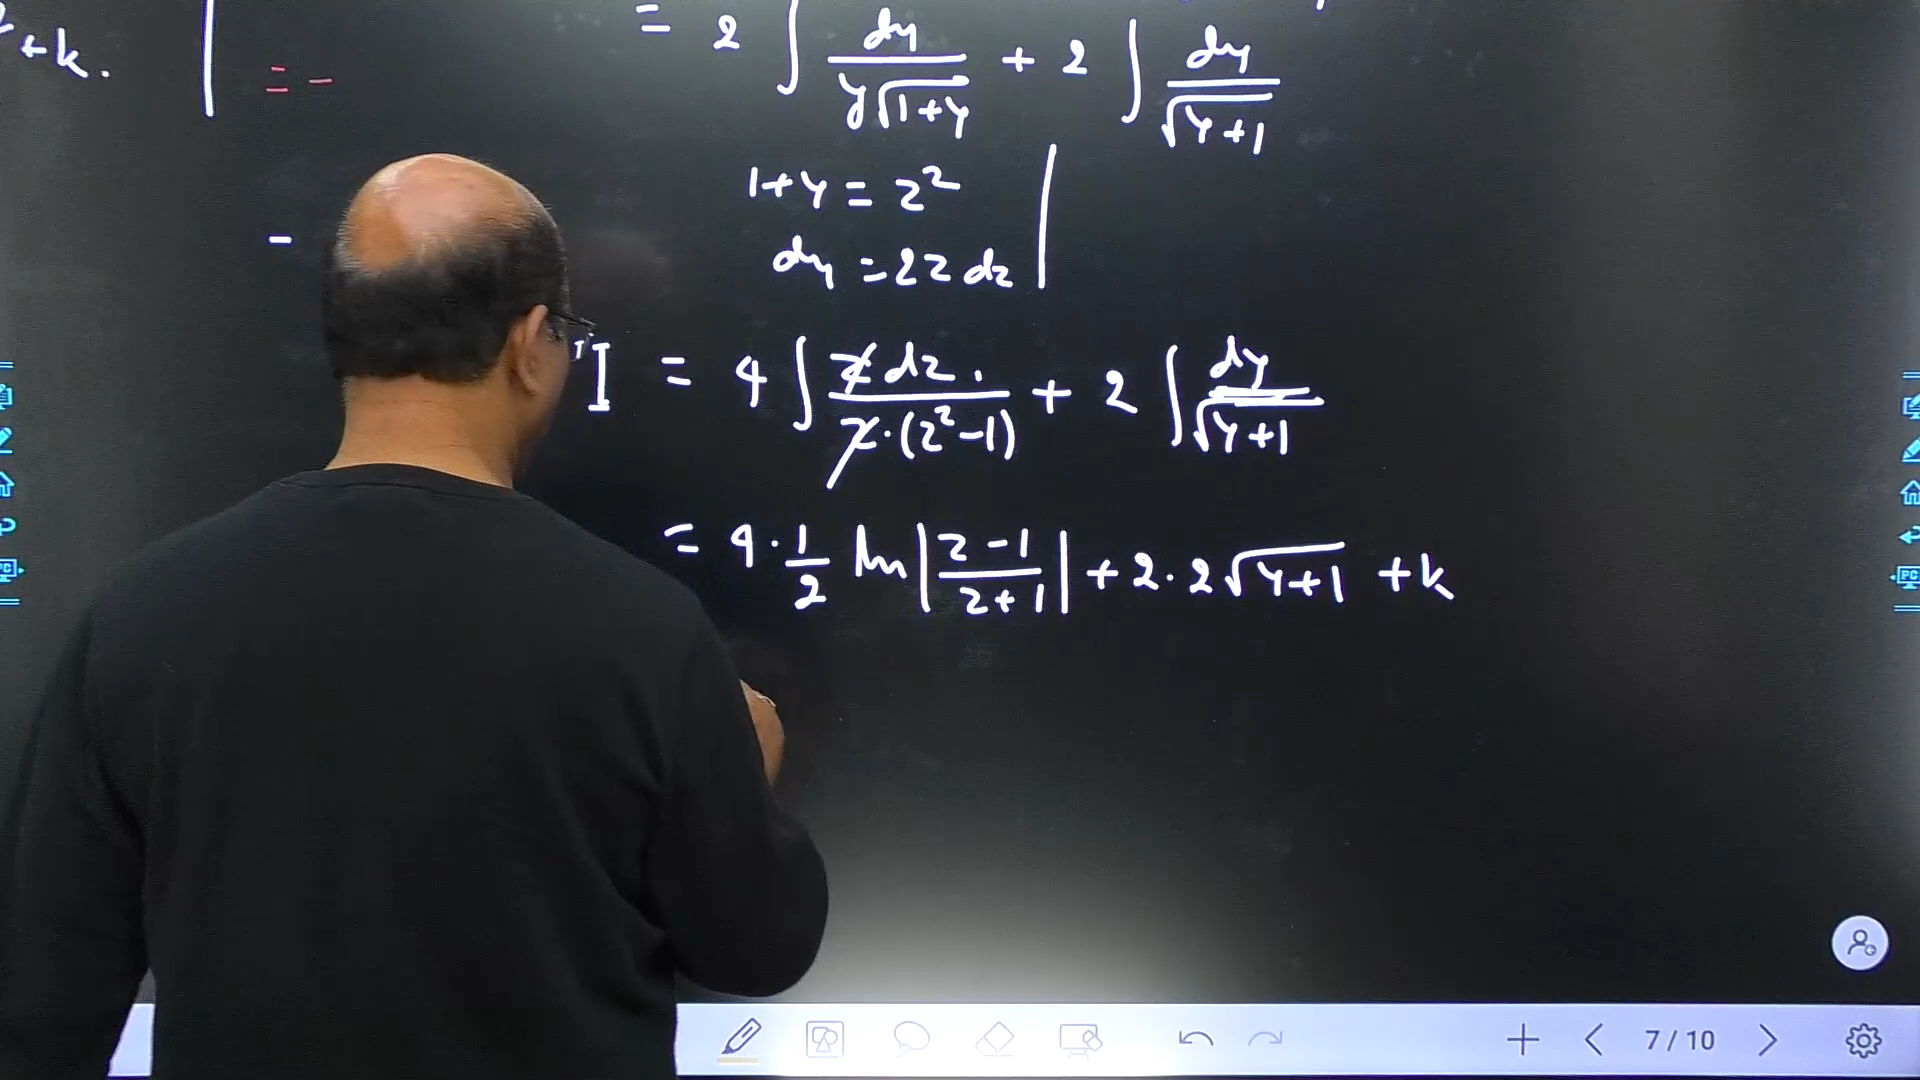 +k.
= -
= 2 ∫ dy/(y√(1+y)) + 2 ∫ dy/√(y+1)
1+y = z²
dy = 2z dz
-
I = 4 ∫ z dz./(z·(z²-1)) + 2 ∫ dy/√(y+1)
= 4·1/2 ln|(z-1)/(z+1)| + 2·2√(y+1) + k
7/10